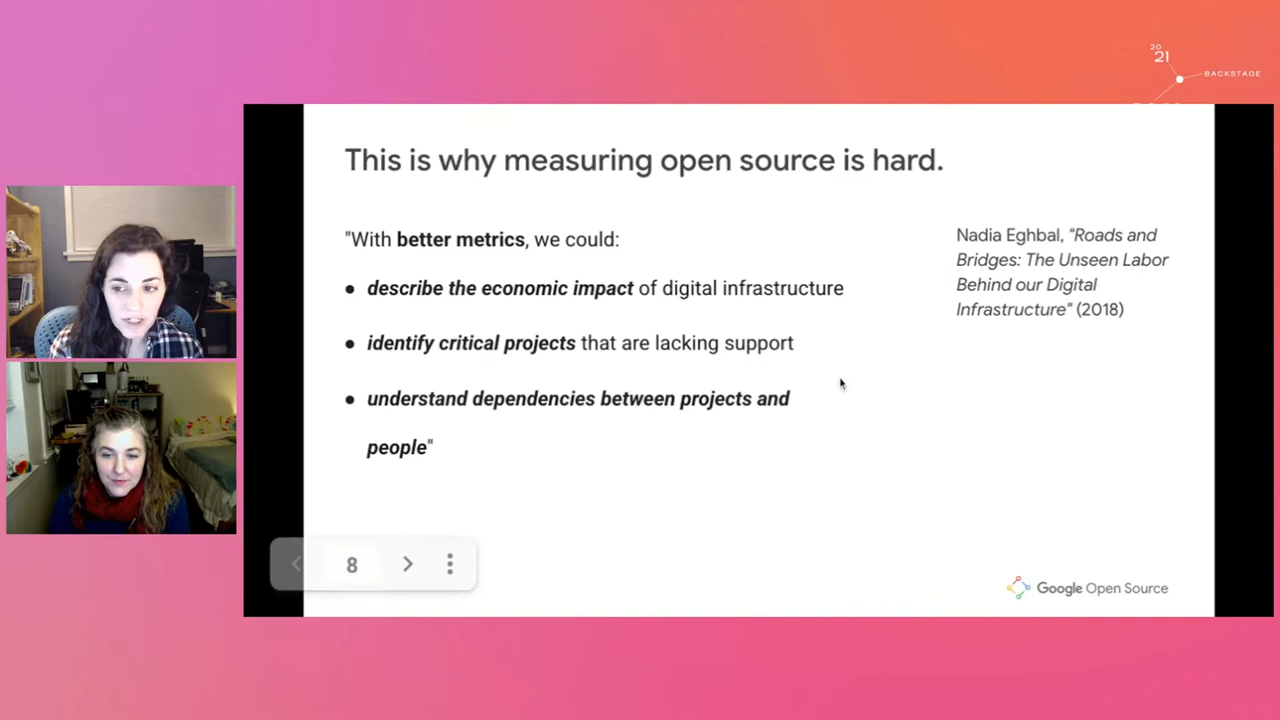 20
21
BACKSTAGE
This is why measuring open source is hard.
"With better metrics, we could:
● describe the economic impact of digital infrastructure
● identify critical projects that are lacking support
● understand dependencies between projects and
people"
Nadia Eghbal, "Roads and
Bridges: The Unseen Labor
Behind our Digital
Infrastructure" (2018)
8
Google Open Source